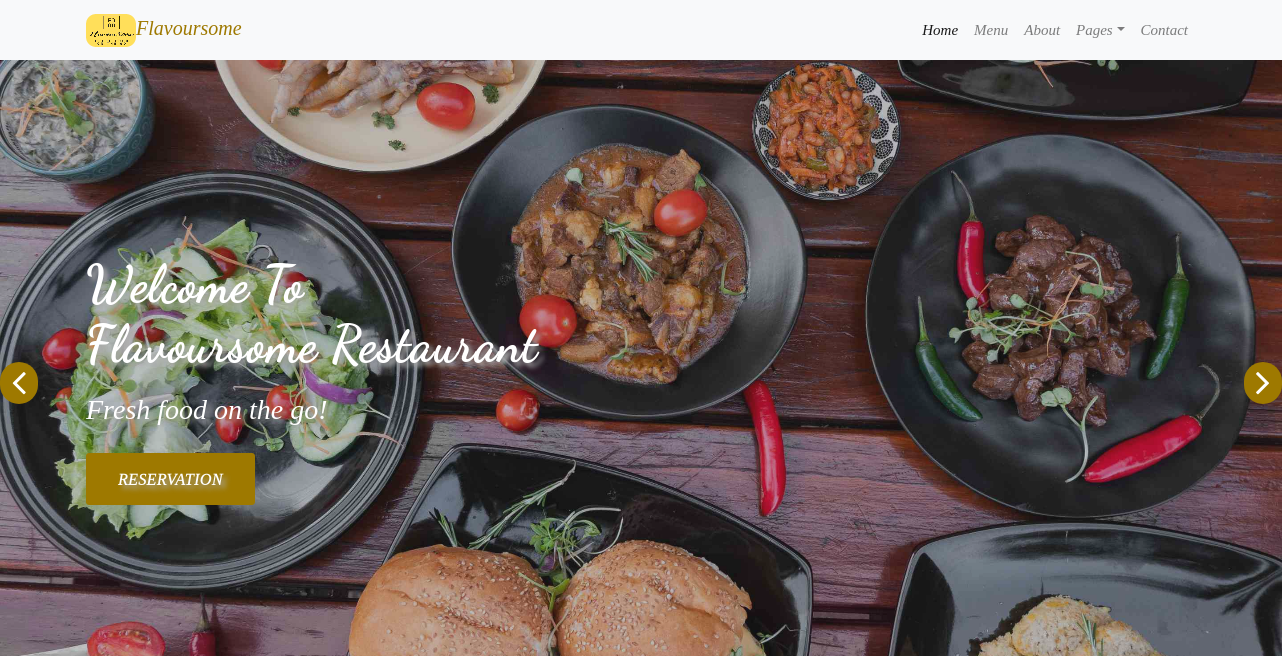 Flavoursome
Home Menu About Pages Contact
Welcome To
Flavoursome Restaurant
Fresh food on the go!
RESERVATION